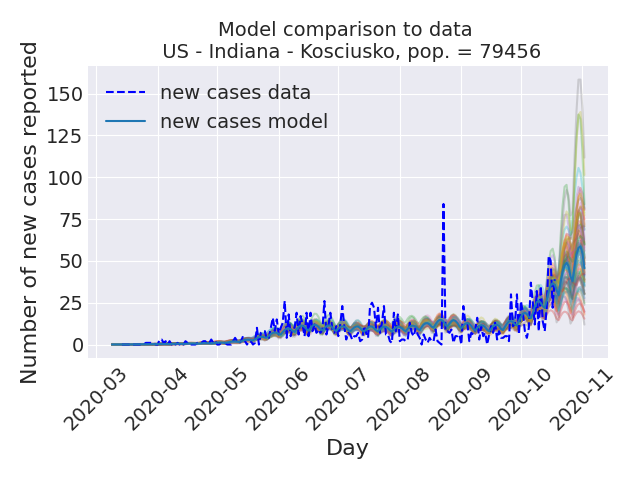 Model comparison to data
US - Indiana - Kosciusko, pop. = 79456
Number of new cases reported
150
125
100
75
50
25
0
new cases data
new cases model
2020-03
2020-04
2020-05
2020-06
2020-07
2020-08
2020-09
2020-10
2020-11
Day